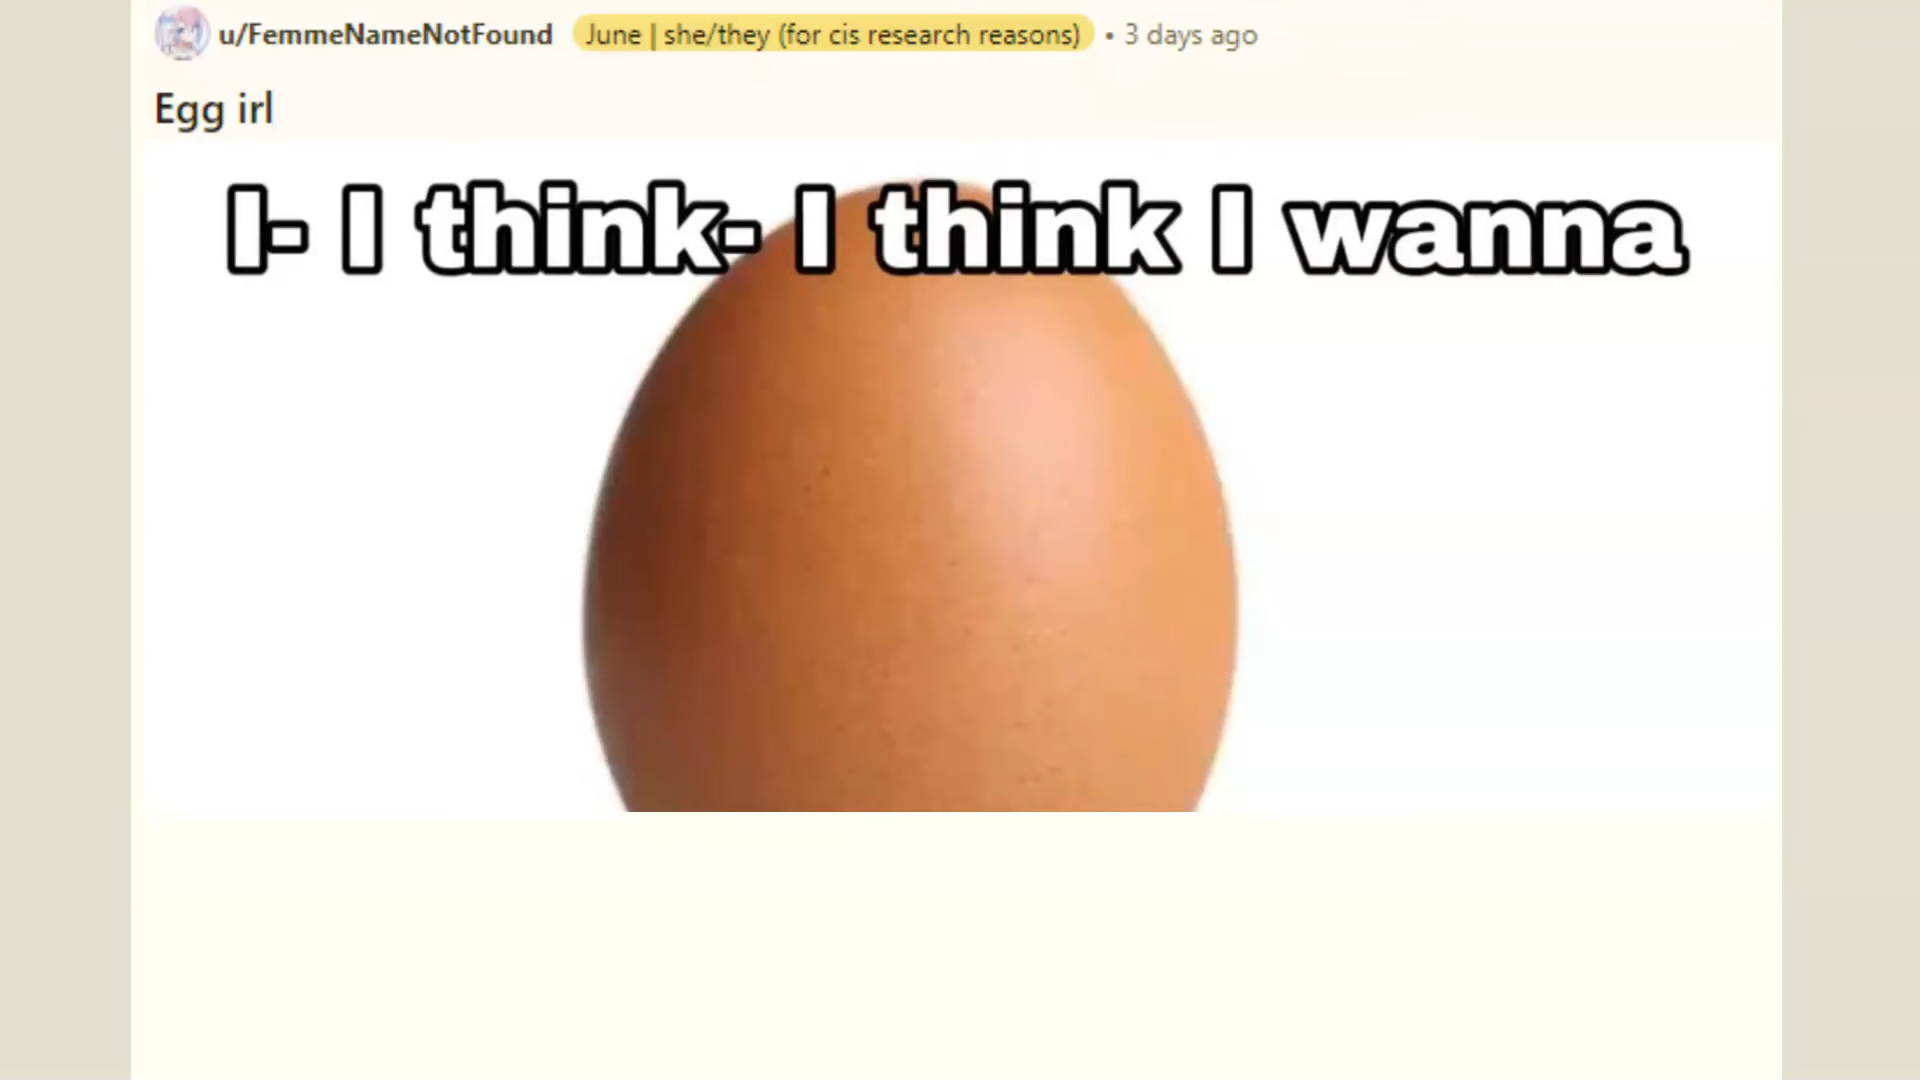 u/FemmeNameNotFound June | she/they (for cis research reasons) • 3 days ago
Egg irl
I- I think- I think I wanna